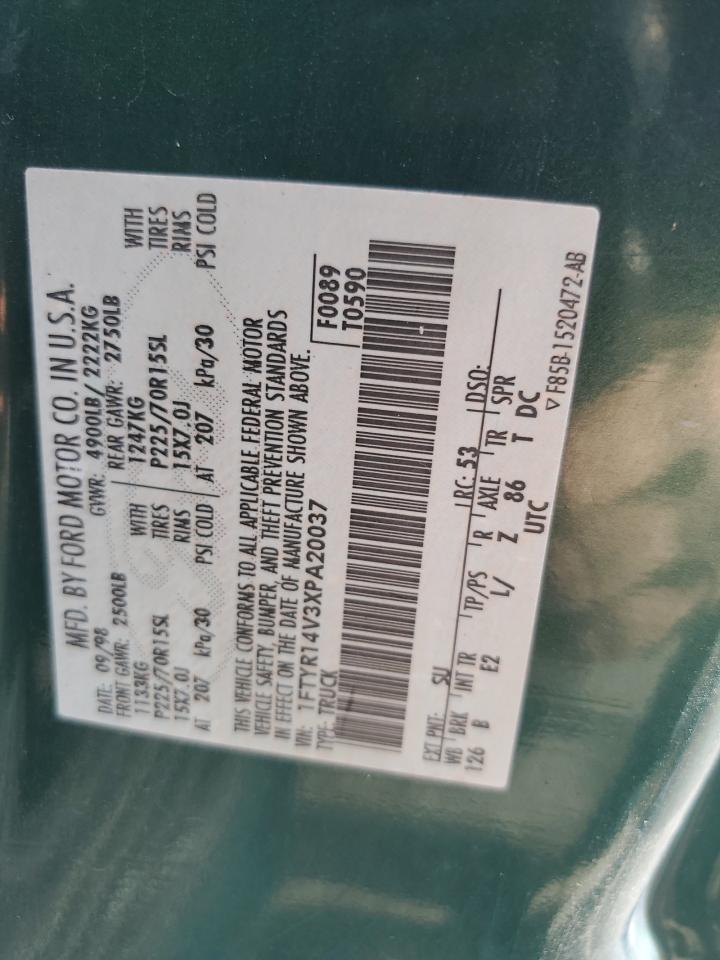 MFD. BY FORD MOTOR CO. IN U.S.A.
DATE: 09/98 GVWR: 4900LB/ 2222KG
FRONT GAWR: 2500LB REAR GAWR: 2750LB
1133KG WITH 1247KG WITH
P225/70R15SL TIRES P225/70R15SL TIRES
15X7.0J RIMS 15X7.0J RIMS
AT 207 kPa/30 PSI COLD AT 207 kPa/30 PSI COLD
THIS VEHICLE CONFORMS TO ALL APPLICABLE FEDERAL MOTOR
VEHICLE SAFETY, BUMPER, AND THEFT PREVENTION STANDARDS
IN EFFECT ON THE DATE OF MANUFACTURE SHOWN ABOVE.
VIN: 1FTYR14V3XPA20037 F0089
TYPE: TRUCK T0590
EXT PNT: SU RC: 53 DSO:
WB BRK INT TR TP/PS R AXLE TR SPR
126 B E2 L/ Z 86 T DC
UTC
▽ F85B-1520472-AB